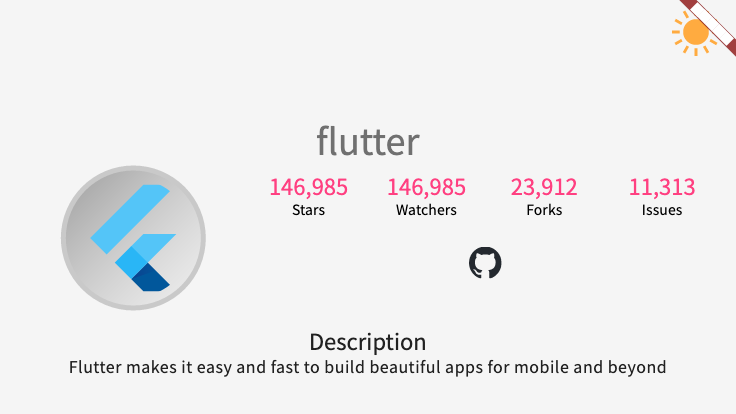 flutter
146,985 146,985 23,912 11,313
Stars Watchers Forks Issues
Description
Flutter makes it easy and fast to build beautiful apps for mobile and beyond